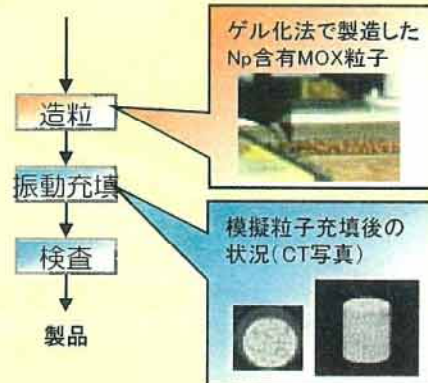 ゲル化法で製造した
Np含有MOX粒子
造粒
振動充填
模擬粒子充填後の
状況(CT写真)
検査
製品